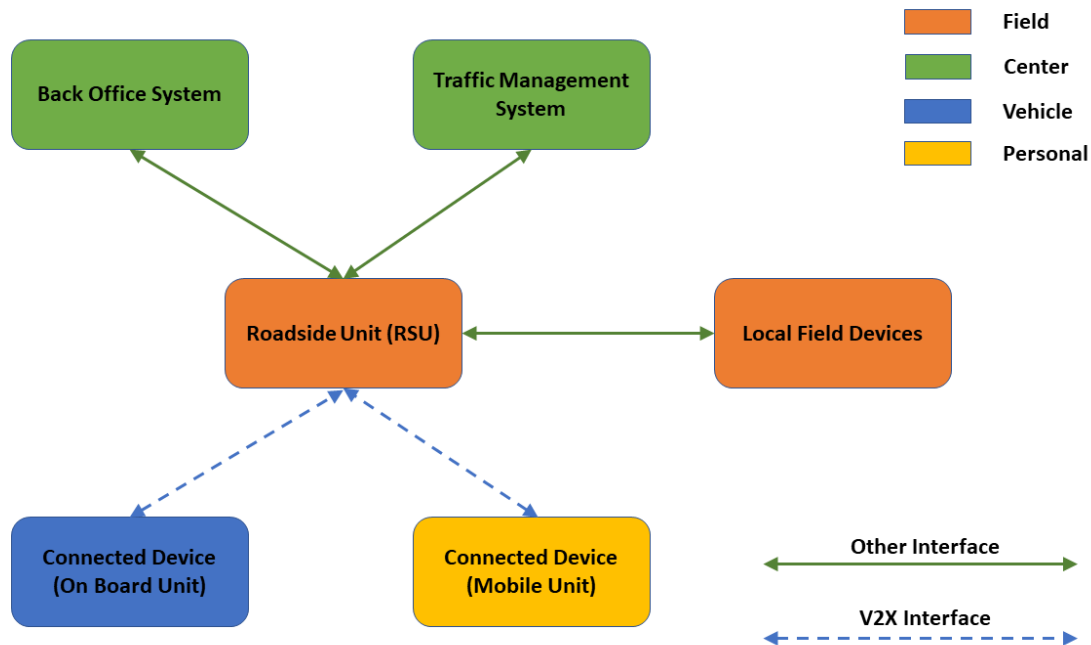 Field
Center
Vehicle
Personal
Back Office System
Traffic Management
System
Roadside Unit (RSU)
Local Field Devices
Connected Device
(On Board Unit)
Connected Device
(Mobile Unit)
Other Interface
V2X Interface